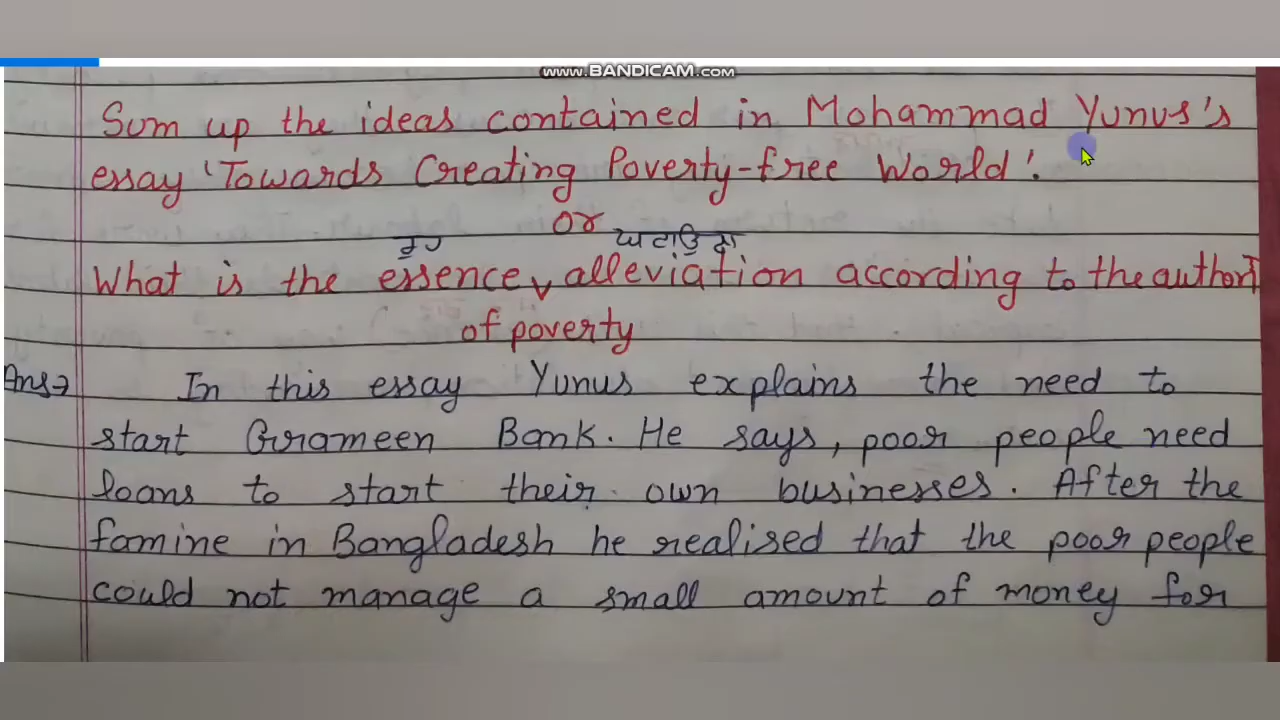 www.BANDICAM.com
Sum up the ideas contained in Mohammad Yunus's
essay 'Towards Creating Poverty-free World'.
or
ਰੂਹ ਘਟਾਉਣਾ
What is the essence alleviation according to the author?
of poverty
Ans→ In this essay Yunus explains the need to
start Grameen Bank. He says, poor people need
loans to start their own businesses. After the
famine in Bangladesh he realised that the poor people
could not manage a small amount of money for